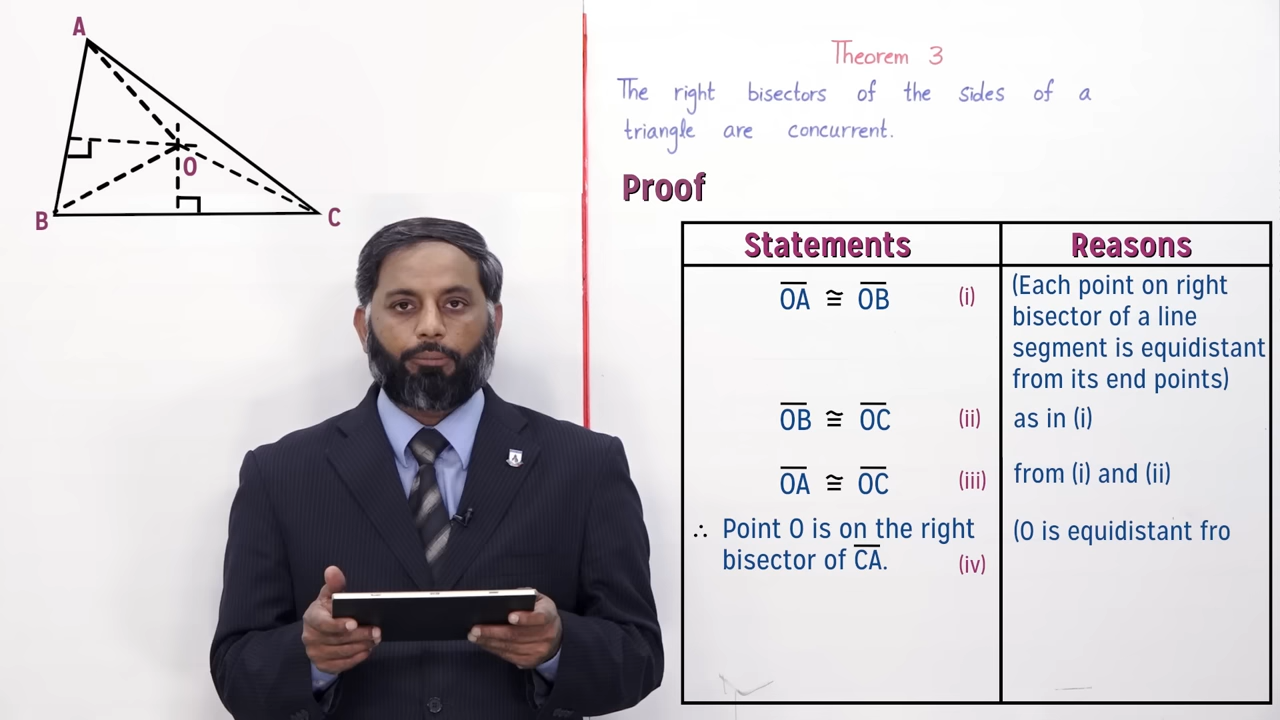 A
O
B
C
Theorem 3
The right bisectors of the sides of a
triangle are concurrent.
Proof
Statements
Reasons
OA ≅ OB (i)
(Each point on right
bisector of a line
segment is equidistant
from its end points)
OB ≅ OC (ii)
as in (i)
OA ≅ OC (iii)
from (i) and (ii)
∴ Point O is on the right
bisector of CA. (iv)
(O is equidistant fro